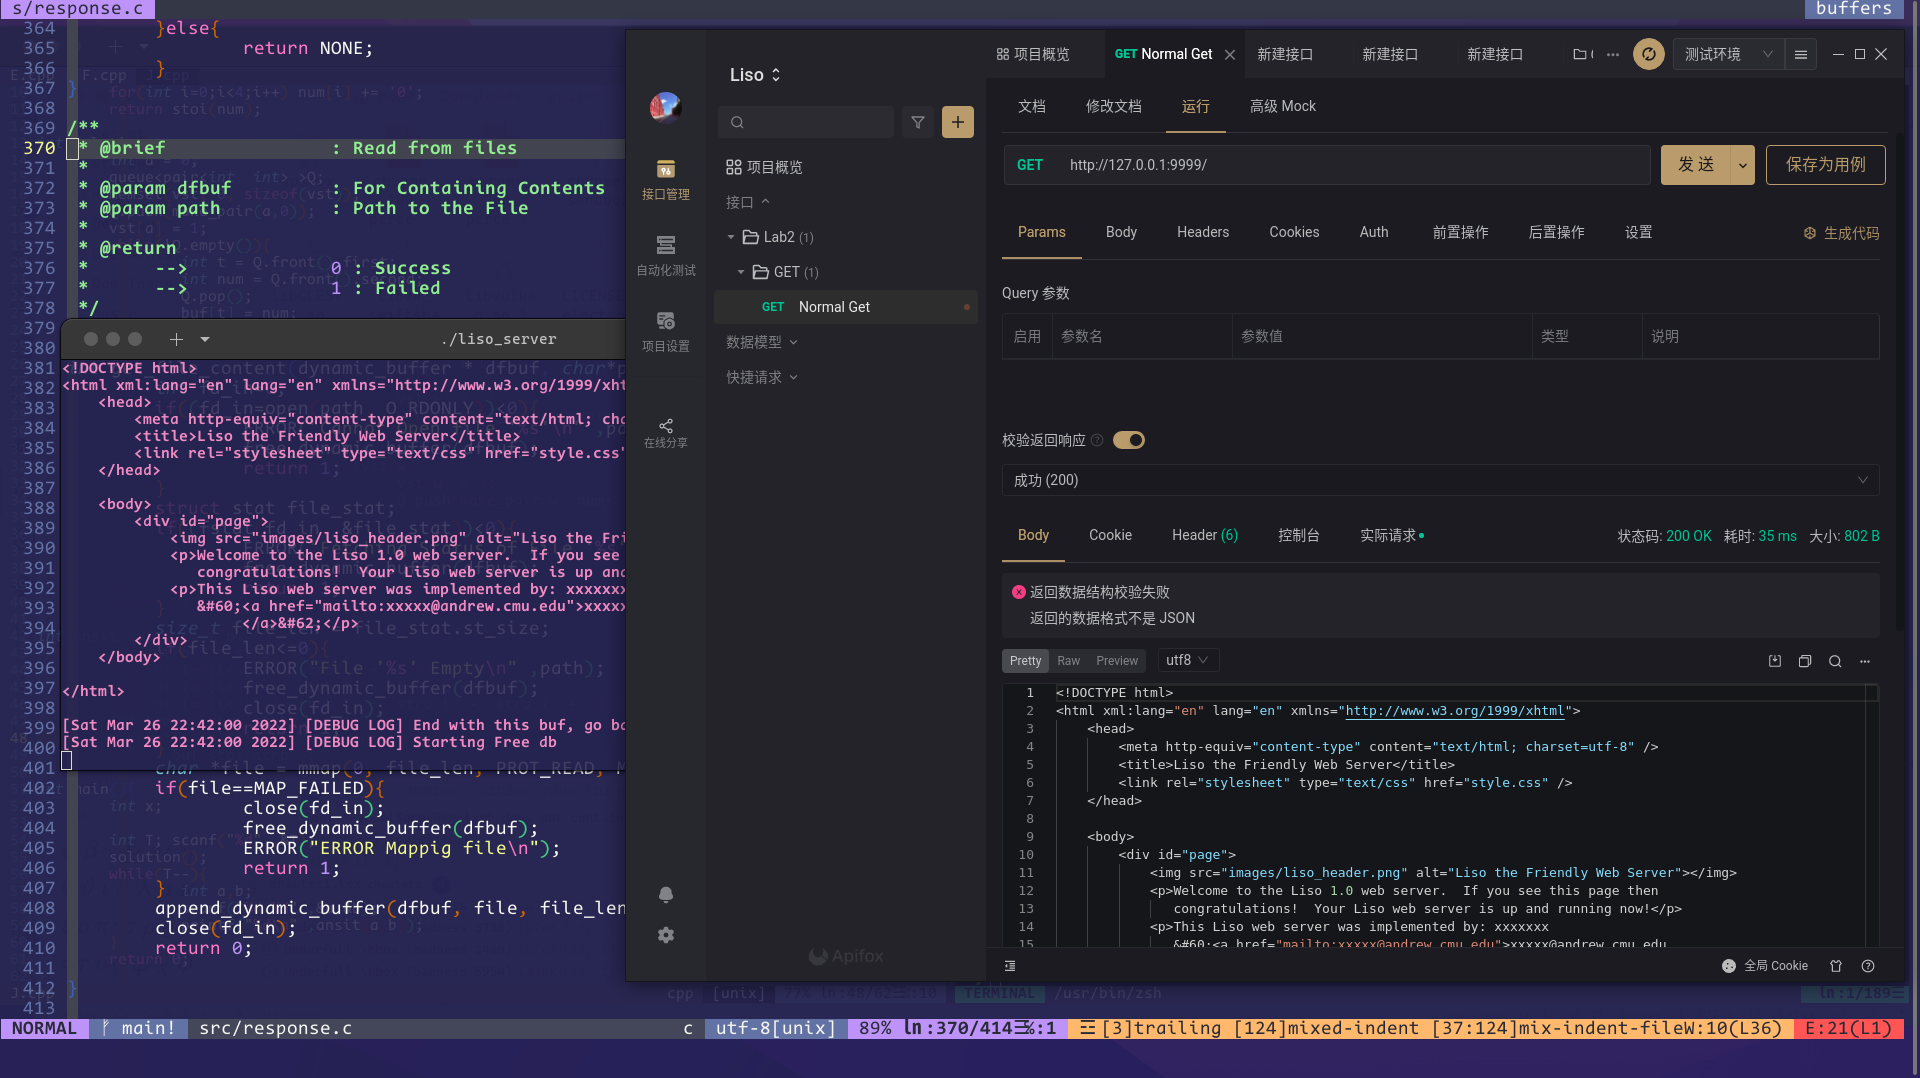 s/response.c
buffers
364 }else{
365 return NONE;
366 }
367 }
368
369 /**
370 * @brief : Read from files
371 *
372 * @param dfbuf : For Containing Contents
373 * @param path : Path to the File
374 *
375 * @return
376 * --> 0 : Success
377 * --> 1 : Failed
378 */
379
380
381
382
383
384
385
386
387
388
389
390
391
392
393
394
395
396
397
398
399
400
401
402 if(file==MAP_FAILED){
403 close(fd_in);
404 free_dynamic_buffer(dfbuf);
405 ERROR("ERROR Mappig file\n");
406 return 1;
407 }
408 append_dynamic_buffer(dfbuf, file, file_len
409 close(fd_in);
410 return 0;
411
412 }
413
./liso_server
<!DOCTYPE html>
<html xml:lang="en" lang="en" xmlns="http://www.w3.org/1999/xht
<head>
<meta http-equiv="content-type" content="text/html; cha
<title>Liso the Friendly Web Server</title>
<link rel="stylesheet" type="text/css" href="style.css"
</head>
<body>
<div id="page">
<img src="images/liso_header.png" alt="Liso the Fri
<p>Welcome to the Liso 1.0 web server.  If you see
congratulations!  Your Liso web server is up and
<p>This Liso web server was implemented by: xxxxxxx
&#60;<a href="mailto:xxxxx@andrew.cmu.edu">xxxxx
</a>&#62;</p>
</div>
</body>
</html>
[Sat Mar 26 22:42:00 2022] [DEBUG LOG] End with this buf, go ba
[Sat Mar 26 22:42:00 2022] [DEBUG LOG] Starting Free db
NORMAL main! src/response.c c utf-8[unix] 89% ln:370/414☰%:1 ☲[3]trailing [124]mixed-indent [37:124]mix-indent-fileW:10(L36) E:21(L1)
接口管理
自动化测试
项目设置
在线分享
Liso
项目概览
接口
Lab2 (1)
GET (1)
GET Normal Get
数据模型
快捷请求
Apifox
项目概览 GET Normal Get 新建接口 新建接口 新建接口 ··· 测试环境
文档 修改文档 运行 高级 Mock
GET http://127.0.0.1:9999/ 发 送 保存为用例
Params Body Headers Cookies Auth 前置操作 后置操作 设置 生成代码
Query 参数
启用 参数名 参数值 类型 说明
校验返回响应
成功 (200)
Body Cookie Header (6) 控制台 实际请求 状态码: 200 OK 耗时: 35 ms 大小: 802 B
返回数据结构校验失败
返回的数据格式不是 JSON
Pretty Raw Preview utf8
1 <!DOCTYPE html>
2 <html xml:lang="en" lang="en" xmlns="http://www.w3.org/1999/xhtml">
3 <head>
4 <meta http-equiv="content-type" content="text/html; charset=utf-8" />
5 <title>Liso the Friendly Web Server</title>
6 <link rel="stylesheet" type="text/css" href="style.css" />
7 </head>
8
9 <body>
10 <div id="page">
11 <img src="images/liso_header.png" alt="Liso the Friendly Web Server"></img>
12 <p>Welcome to the Liso 1.0 web server.  If you see this page then
13 congratulations!  Your Liso web server is up and running now!</p>
14 <p>This Liso web server was implemented by: xxxxxxx
15 &#60;<a href="mailto:xxxxx@andrew.cmu.edu">xxxxx@andrew.cmu.edu
全局 Cookie
cpp [unix] TERMINAL /usr/bin/zsh ln:1/189